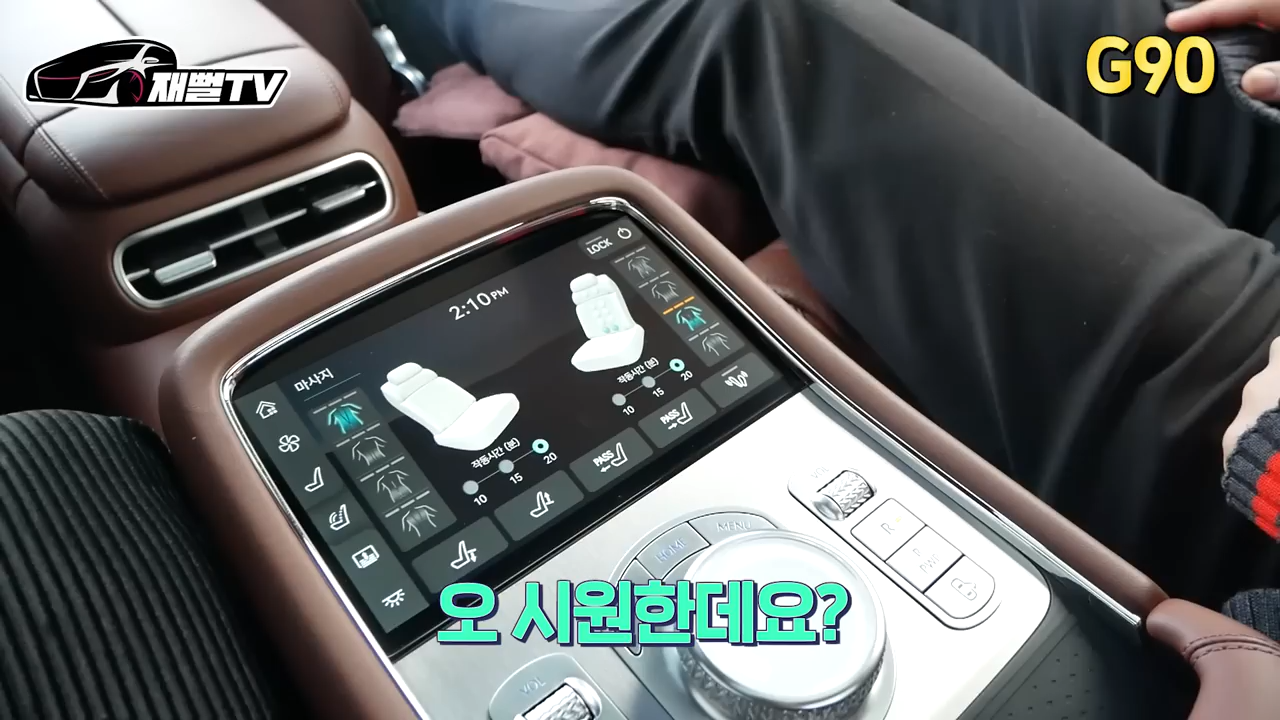 재뻘TV
G90
LOCK
2:10 PM
마사지
작동시간 (분)
10 15 20
작동시간 (분)
10 15 20
PASS
PASS
VOL
MENU
HOME
R
P
PWR
오 시원한데요?
VOL